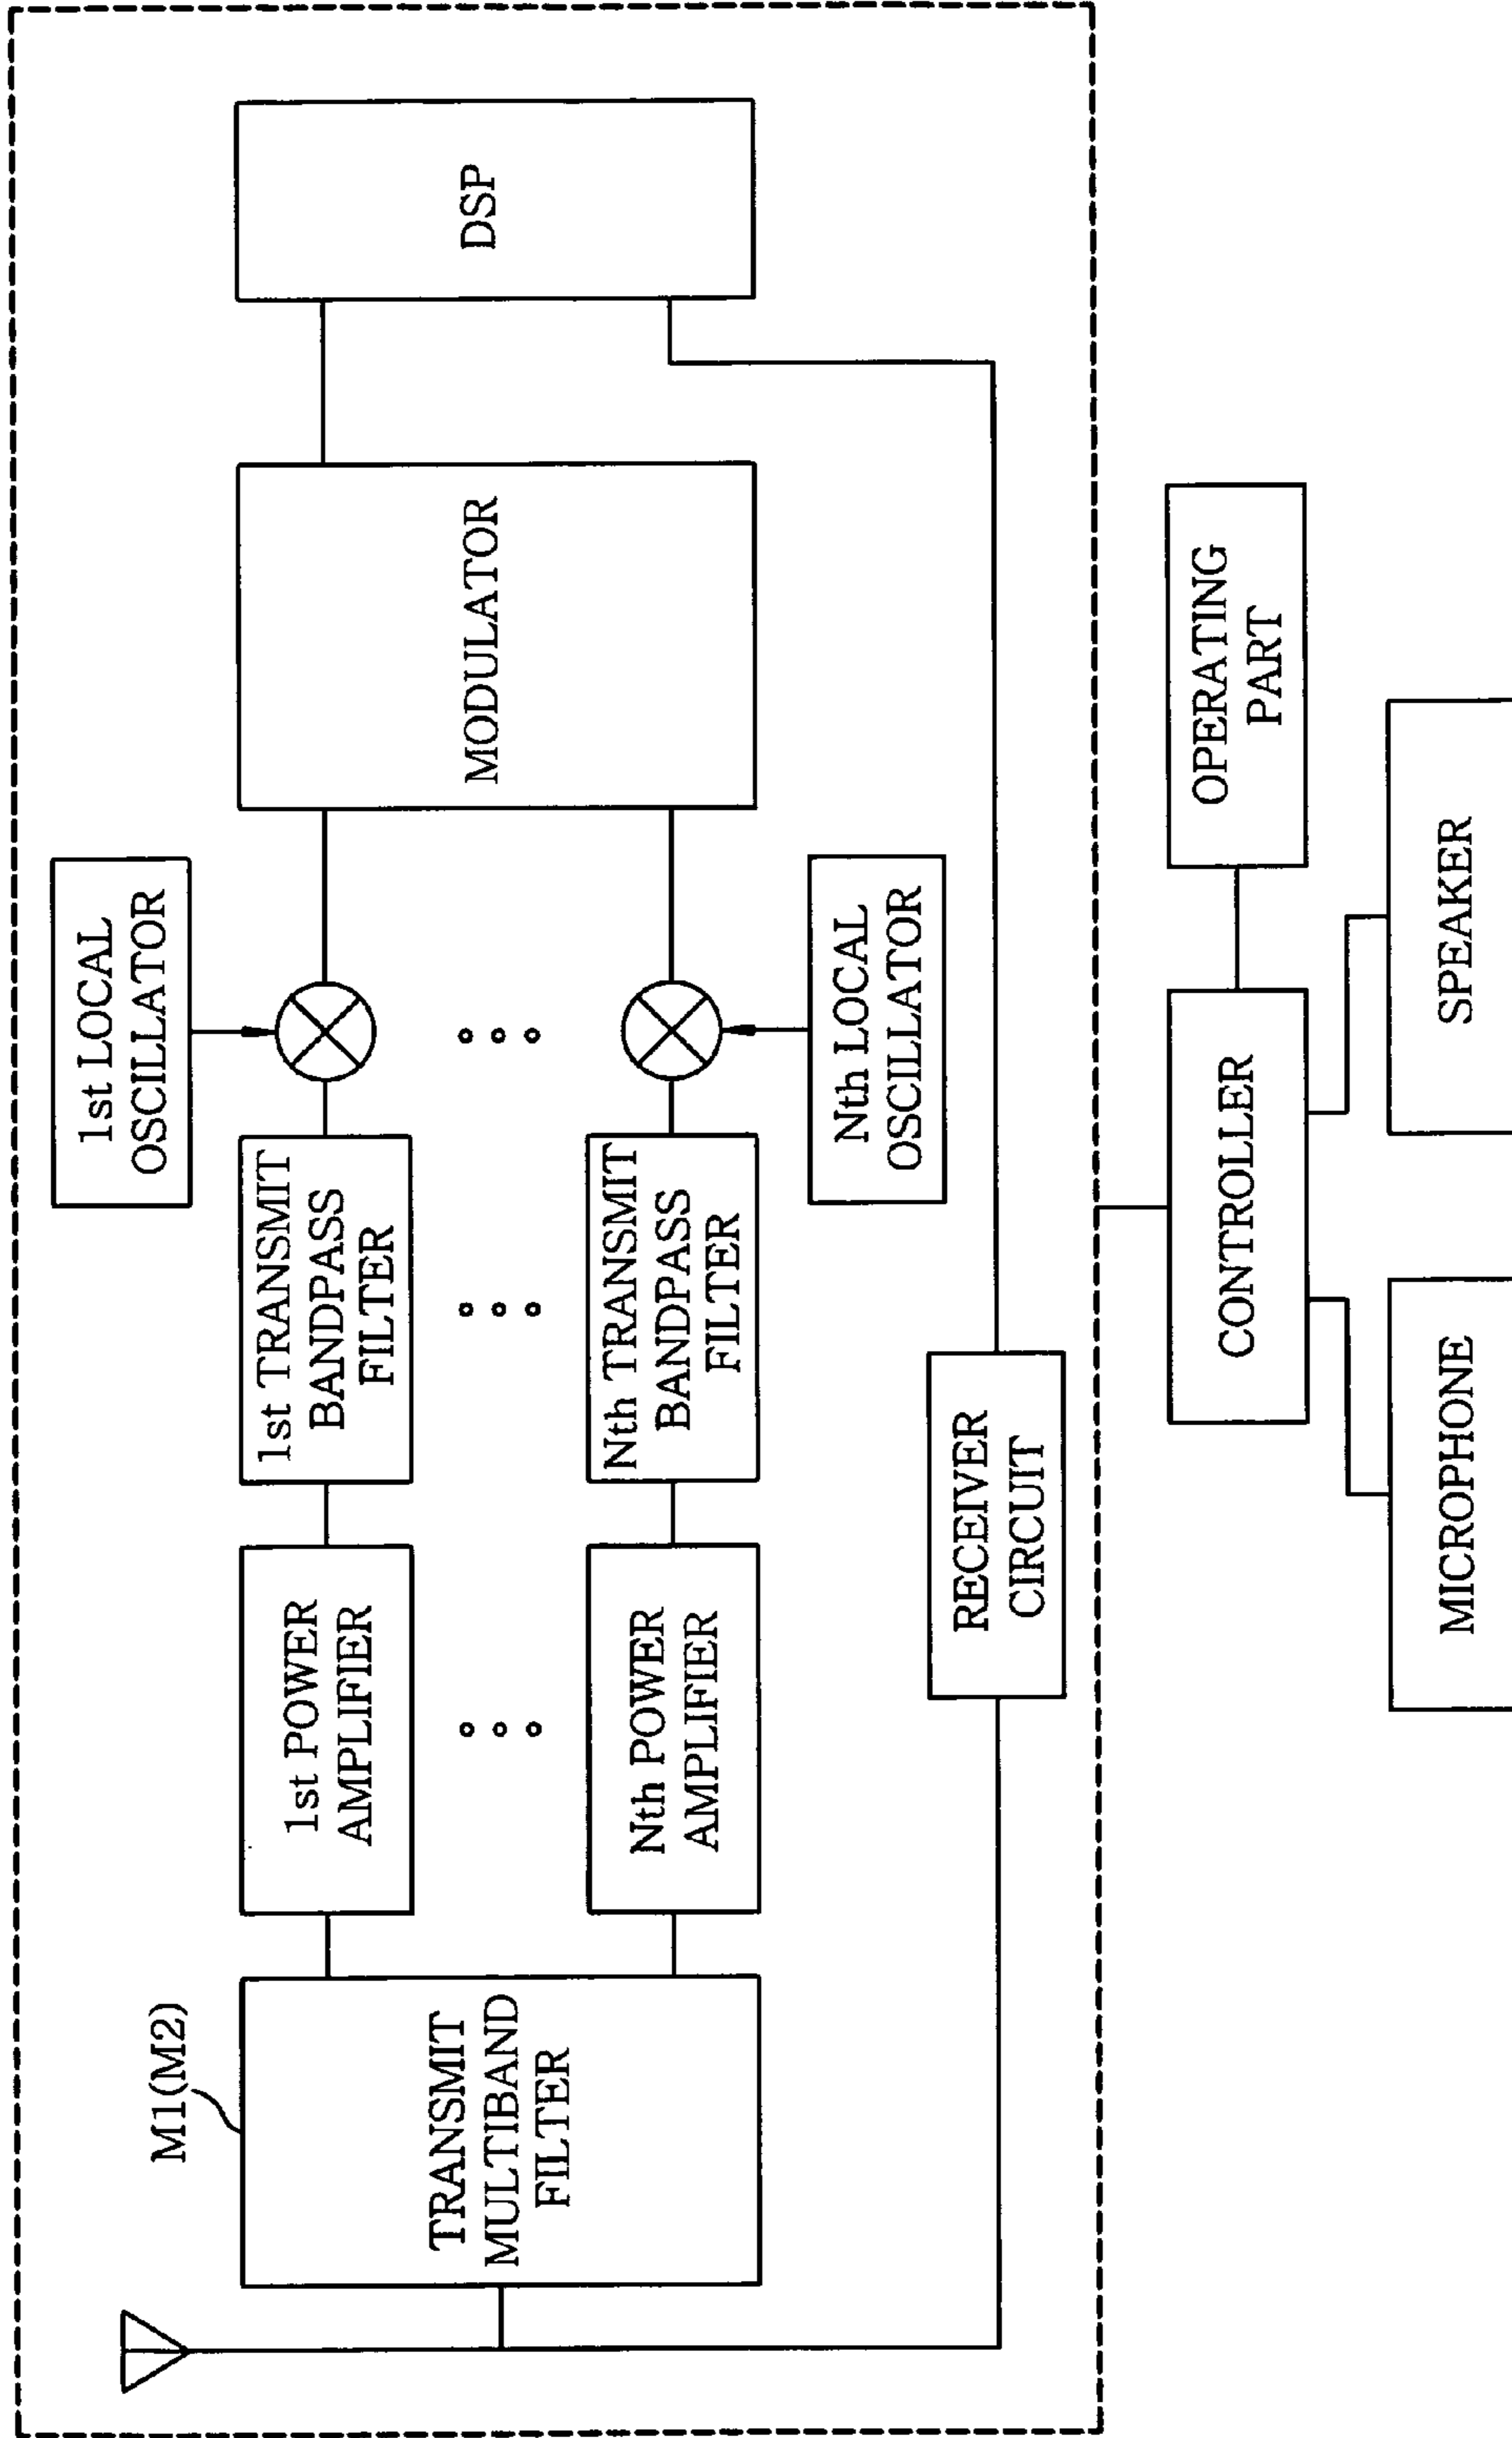 M1(M2)
TRANSMIT
MULTIBAND
FILTER
1st POWER
AMPLIFIER
Nth POWER
AMPLIFIER
1st TRANSMIT
BANDPASS
FILTER
Nth TRANSMIT
BANDPASS
FILTER
1st LOCAL
OSCILLATOR
Nth LOCAL
OSCILLATOR
MODULATOR
DSP
RECEIVER
CIRCUIT
CONTROLLER
OPERATING
PART
MICROPHONE
SPEAKER